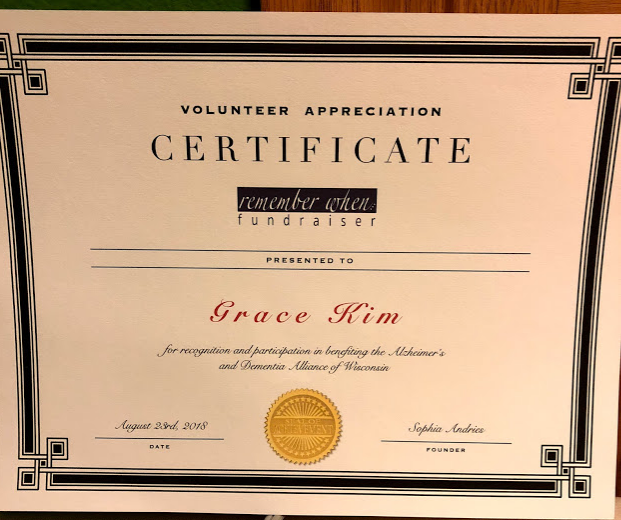 VOLUNTEER APPRECIATION
CERTIFICATE
remember when
fundraiser
PRESENTED TO
Grace Kim
for recognition and participation in benefiting the Alzheimer's
and Dementia Alliance of Wisconsin
August 23rd, 2018
Sophia Andries
DATE
FOUNDER